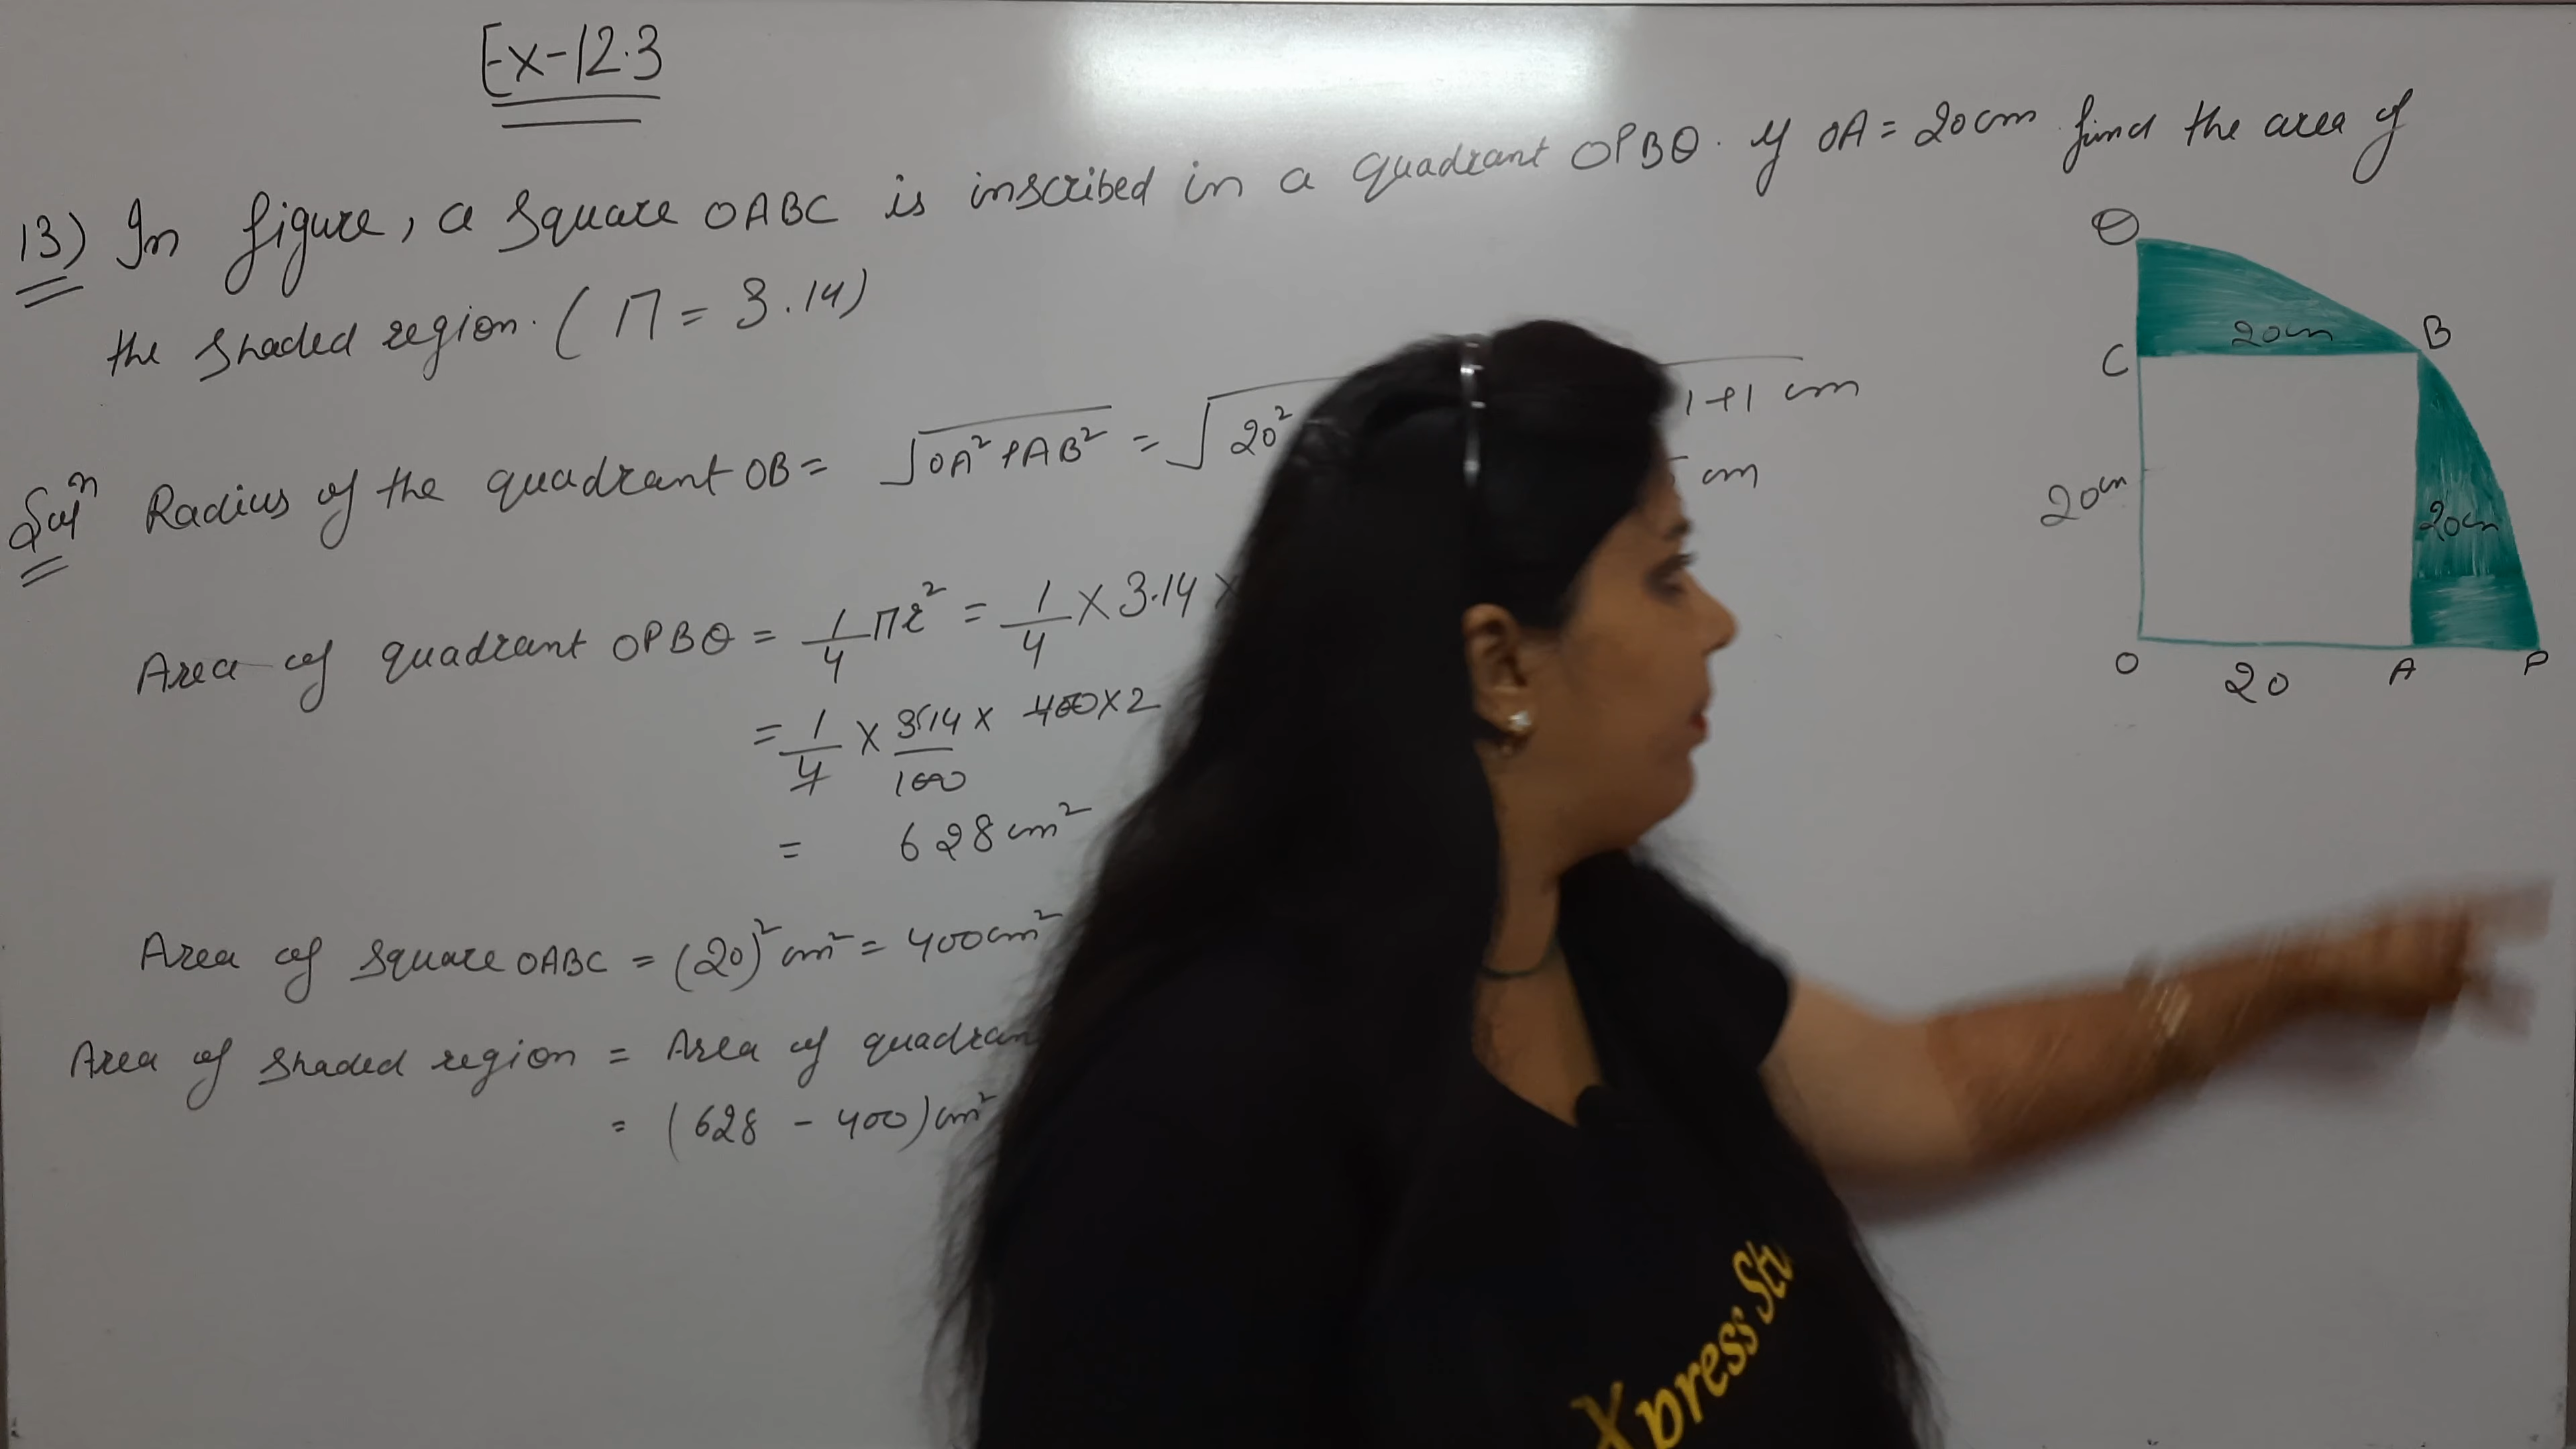 Ex-12.3
13) In figure, a square OABC is inscribed in a quadrant OPBQ. If OA = 20cm find the area of
the shaded region. (π = 3.14)
Solⁿ Radius of the quadrant OB = √OA²+AB² = √20² 1+1 cm
cm
Area of quadrant OPBQ = 1/4 πr² = 1/4 × 3.14 ×
= 1/4 × 3.14/100 × 400×2
= 628 cm²
Area of square OABC = (20)² cm² = 400cm²
Area of shaded region = Area of quadran
= (628 - 400)cm²
Q
20cm
B
C
20cm
20cm
O
20
A
P
Xpress Stu